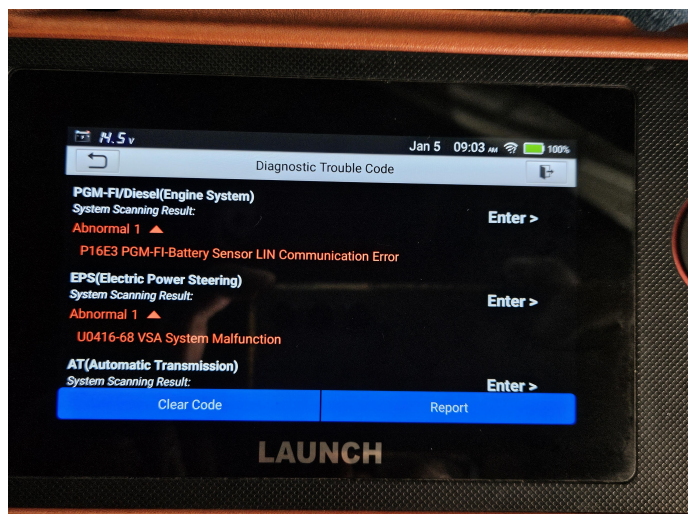 14.5 v
Jan 5 09:03 AM 100%
Diagnostic Trouble Code
PGM-FI/Diesel(Engine System)
System Scanning Result:
Enter >
Abnormal 1
P16E3 PGM-FI-Battery Sensor LIN Communication Error
EPS(Electric Power Steering)
System Scanning Result:
Enter >
Abnormal 1
U0416-68 VSA System Malfunction
AT(Automatic Transmission)
System Scanning Result:
Enter >
Clear Code Report
LAUNCH